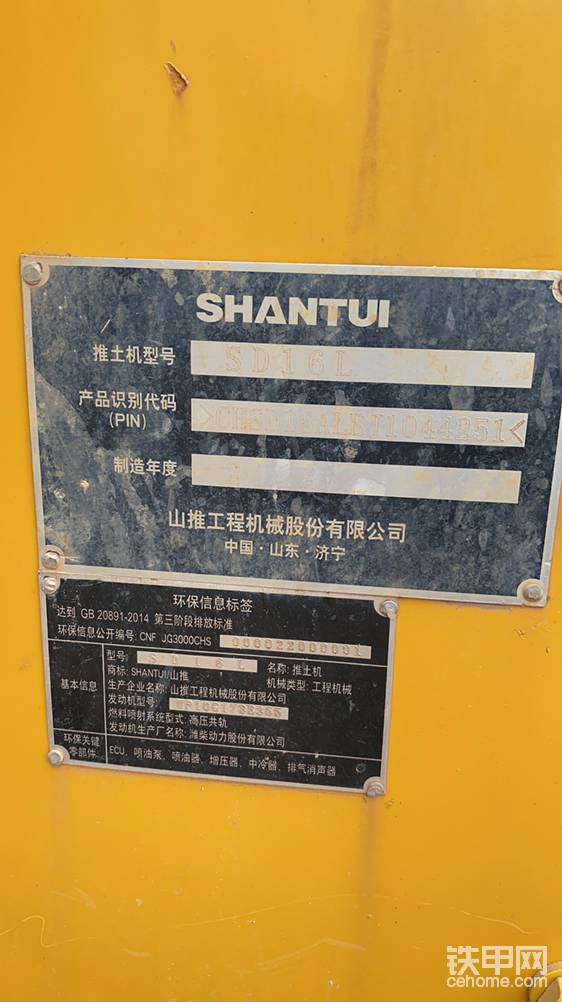 SHANTUI
推土机型号 SD16L
产品识别代码
(PIN)
制造年度
山推工程机械股份有限公司
中国·山东·济宁
环保信息标签
达到 GB 20891-2014 第三阶段排放标准
环保信息公开编号: CNF JG3000CHS 000022000001
型号: SD16L 名称: 推土机
商标: SHANTUI/山推 机械类型: 工程机械
基本信息 生产企业名称: 山推工程机械股份有限公司
发动机型号:
燃料喷射系统型式: 高压共轨
发动机生产厂名称: 潍柴动力股份有限公司
环保关键
零部件 ECU、喷油泵、喷油器、增压器、中冷器、排气消声器
铁甲网
cehome.com